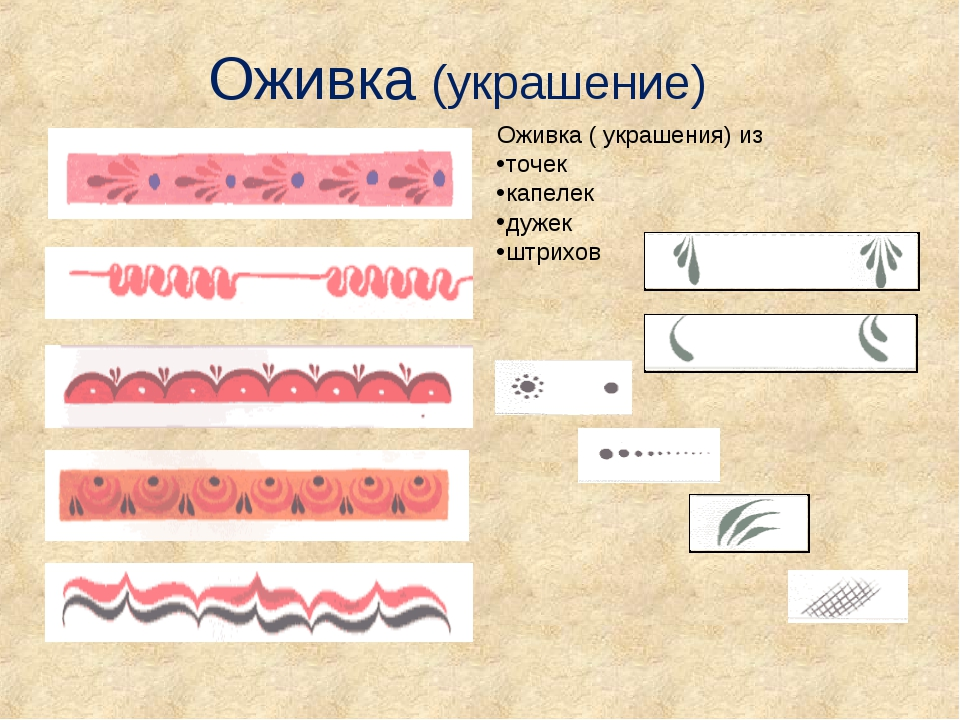 Оживка (украшение)
Оживка ( украшения) из
•точек
•капелек
•дужек
•штрихов